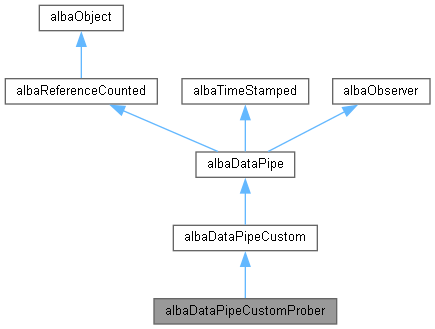 albaObject
albaReferenceCounted
albaTimeStamped
albaObserver
albaDataPipe
albaDataPipeCustom
albaDataPipeCustomProber